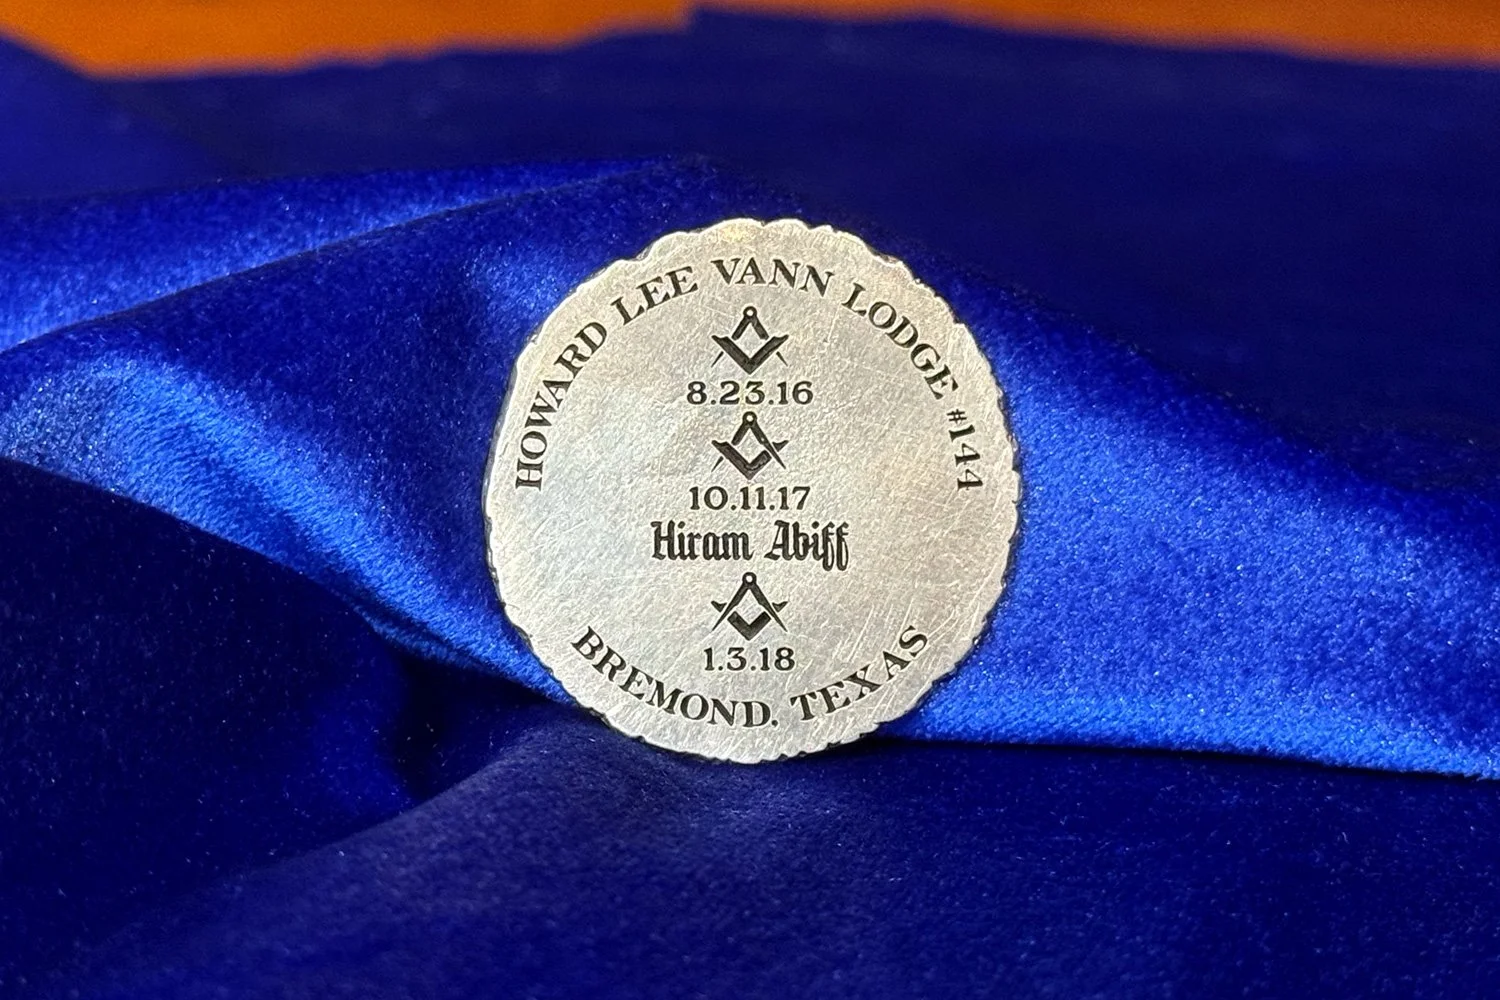 HOWARD LEE VANN LODGE #144
8.23.16
10.11.17
Hiram Abiff
1.3.18
BREMOND, TEXAS